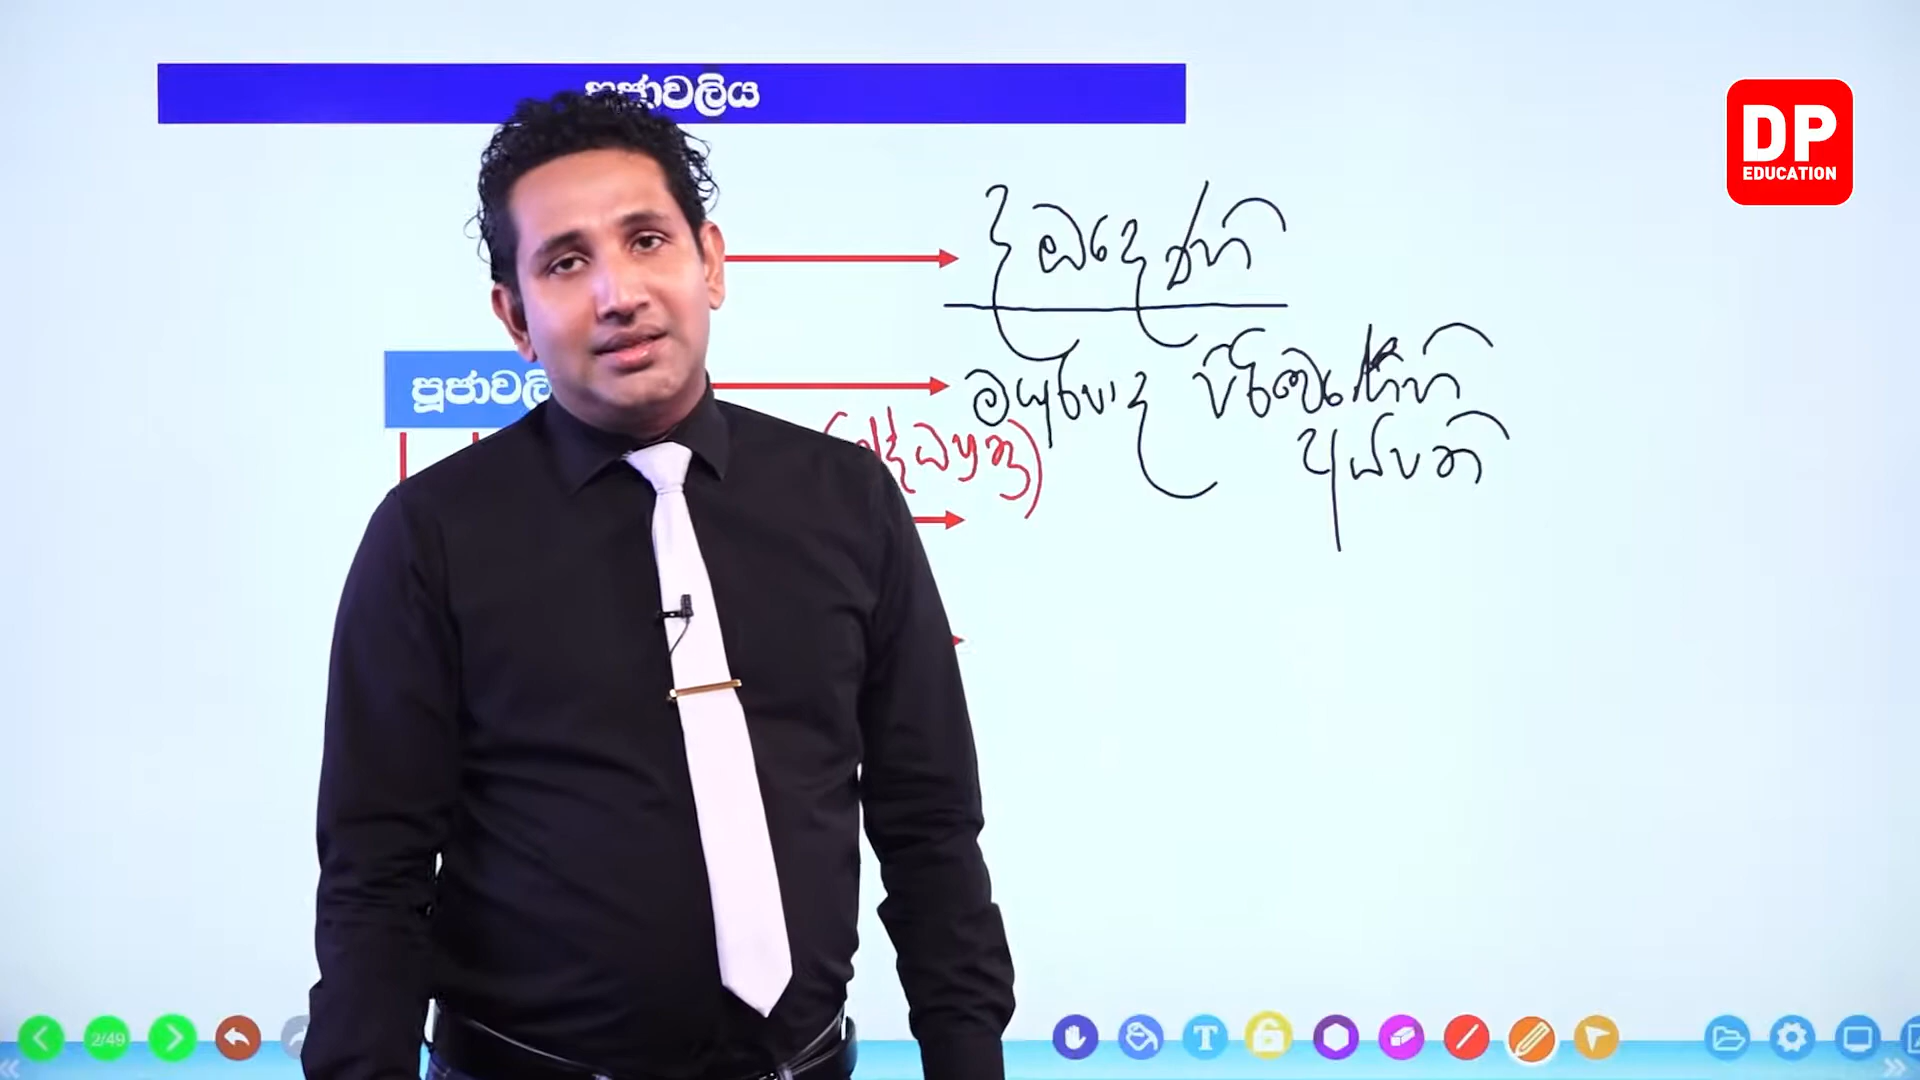 පූජාවලිය
DP
EDUCATION
දඹදෙණි
පූජාවලි
මයුරපාද පිරිවෙණෙහි
අධිපති
2/49
T